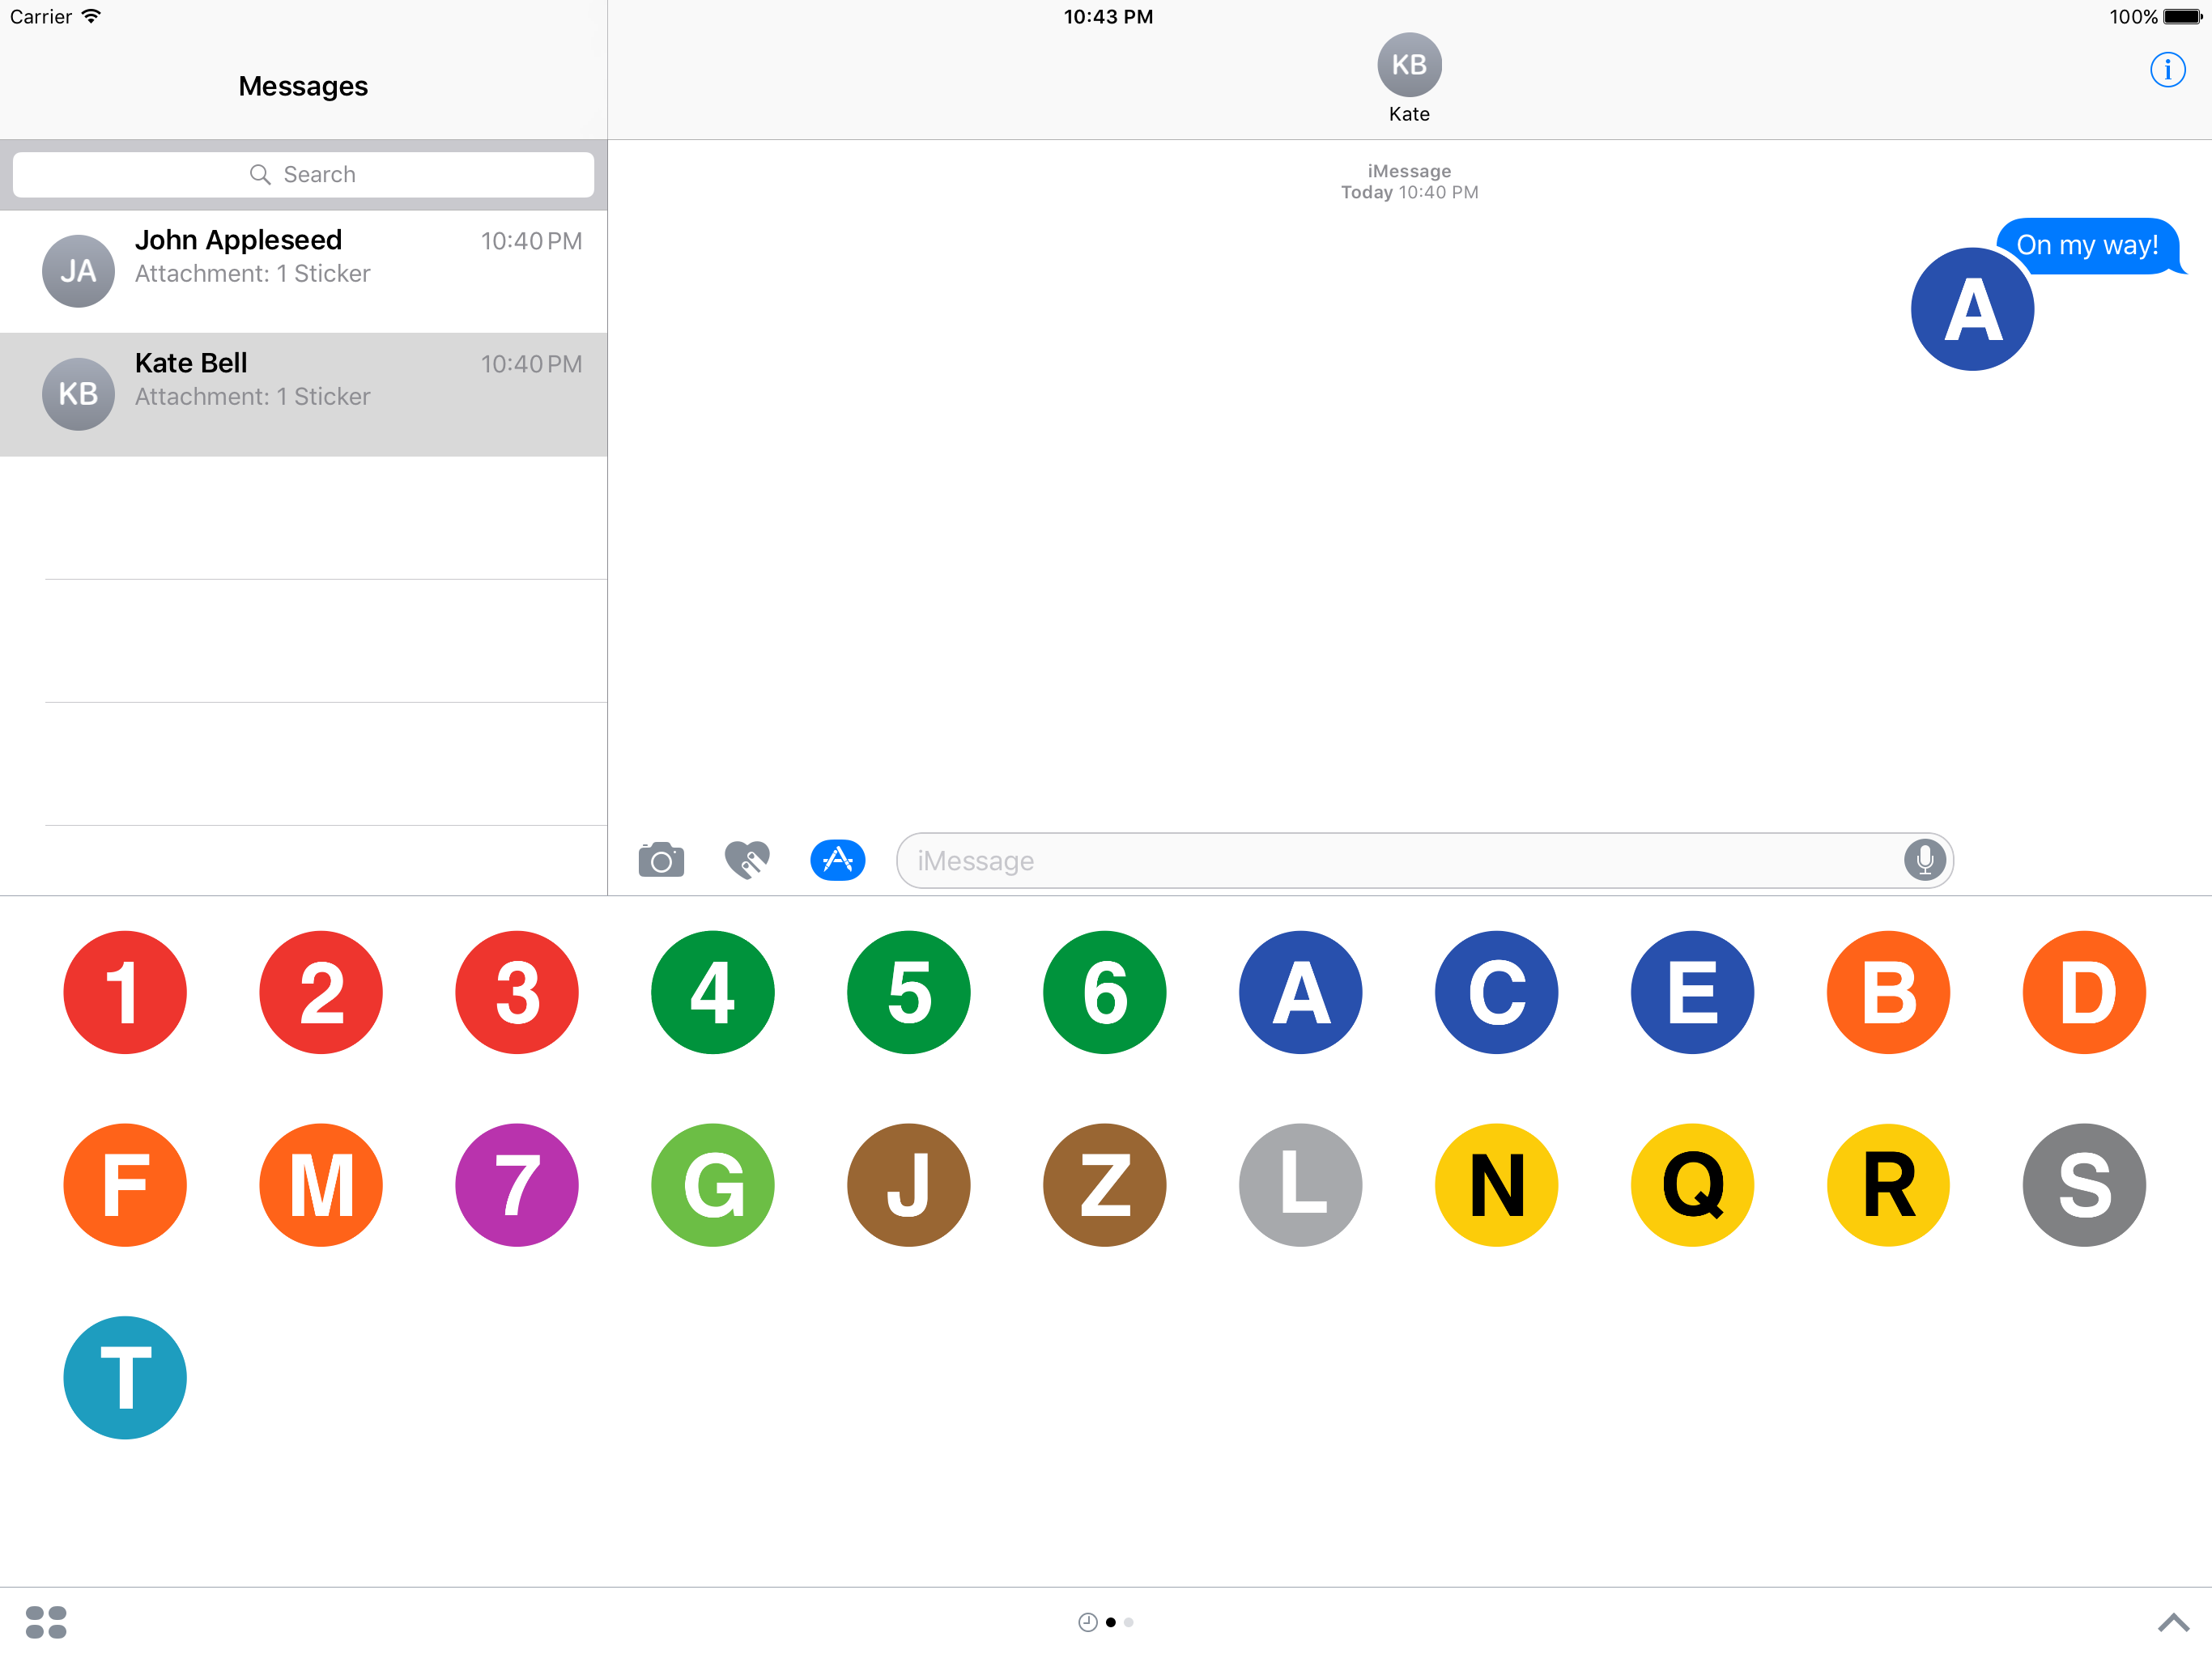 Carrier 10:43 PM 100%
Messages
KB
Kate
Search
iMessage
Today 10:40 PM
JA John Appleseed 10:40 PM
Attachment: 1 Sticker
KB Kate Bell 10:40 PM
Attachment: 1 Sticker
On my way!
A
iMessage
1 2 3 4 5 6 A C E B D
F M 7 G J Z L N Q R S
T